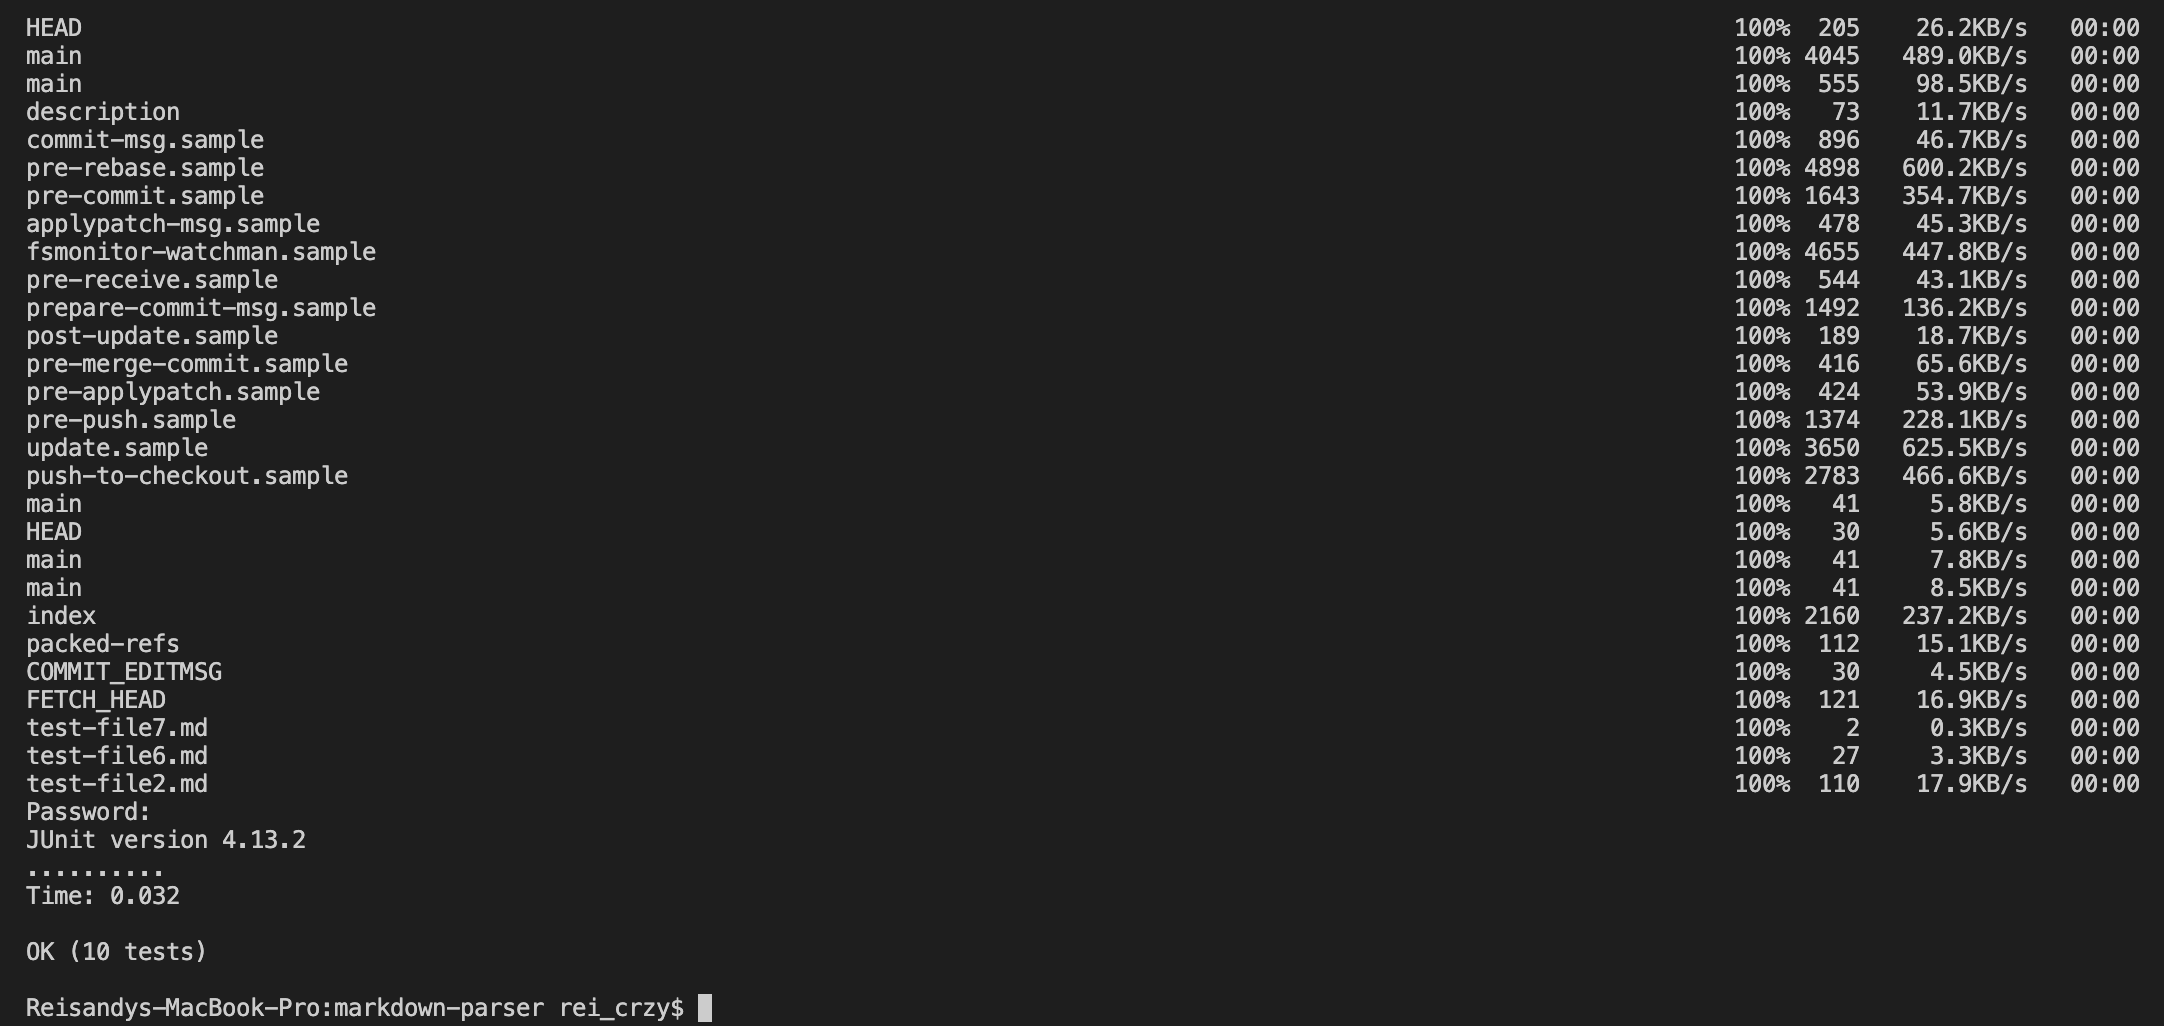 HEAD 100% 205 26.2KB/s 00:00
main 100% 4045 489.0KB/s 00:00
main 100% 555 98.5KB/s 00:00
description 100% 73 11.7KB/s 00:00
commit-msg.sample 100% 896 46.7KB/s 00:00
pre-rebase.sample 100% 4898 600.2KB/s 00:00
pre-commit.sample 100% 1643 354.7KB/s 00:00
applypatch-msg.sample 100% 478 45.3KB/s 00:00
fsmonitor-watchman.sample 100% 4655 447.8KB/s 00:00
pre-receive.sample 100% 544 43.1KB/s 00:00
prepare-commit-msg.sample 100% 1492 136.2KB/s 00:00
post-update.sample 100% 189 18.7KB/s 00:00
pre-merge-commit.sample 100% 416 65.6KB/s 00:00
pre-applypatch.sample 100% 424 53.9KB/s 00:00
pre-push.sample 100% 1374 228.1KB/s 00:00
update.sample 100% 3650 625.5KB/s 00:00
push-to-checkout.sample 100% 2783 466.6KB/s 00:00
main 100% 41 5.8KB/s 00:00
HEAD 100% 30 5.6KB/s 00:00
main 100% 41 7.8KB/s 00:00
main 100% 41 8.5KB/s 00:00
index 100% 2160 237.2KB/s 00:00
packed-refs 100% 112 15.1KB/s 00:00
COMMIT_EDITMSG 100% 30 4.5KB/s 00:00
FETCH_HEAD 100% 121 16.9KB/s 00:00
test-file7.md 100% 2 0.3KB/s 00:00
test-file6.md 100% 27 3.3KB/s 00:00
test-file2.md 100% 110 17.9KB/s 00:00
Password:
JUnit version 4.13.2
..........
Time: 0.032
OK (10 tests)
Reisandys-MacBook-Pro:markdown-parser rei_crzy$